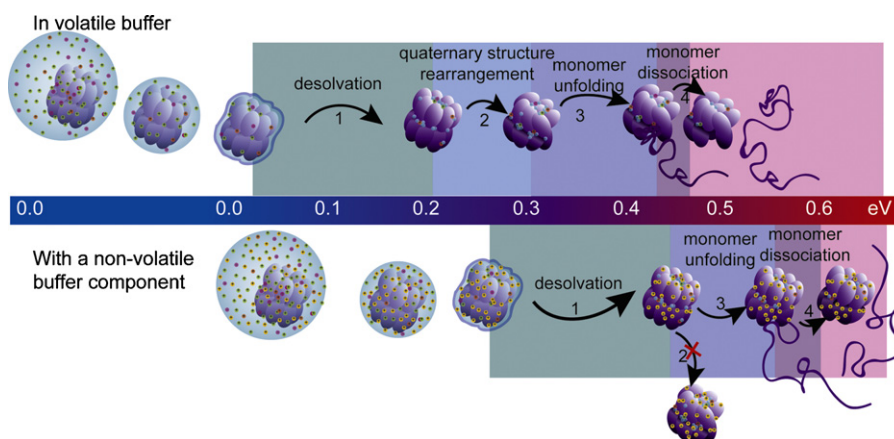 In volatile buffer
desolvation
1
quaternary structure
rearrangement
2
monomer
unfolding
3
monomer
dissociation
4
0.0 0.0 0.1 0.2 0.3 0.4 0.5 0.6 eV
With a non-volatile
buffer component
desolvation
1
2
monomer
unfolding
3
monomer
dissociation
4